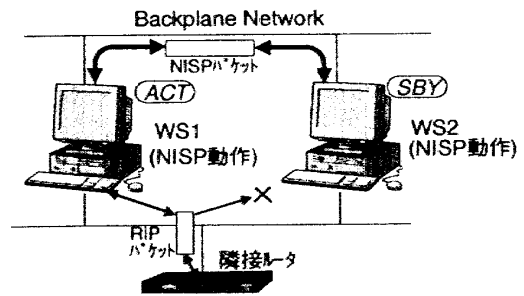 Backplane Network
NISPパケット
ACT
SBY
WS1
(NISP動作)
WS2
(NISP動作)
RIP
パケット
隣接ルータ